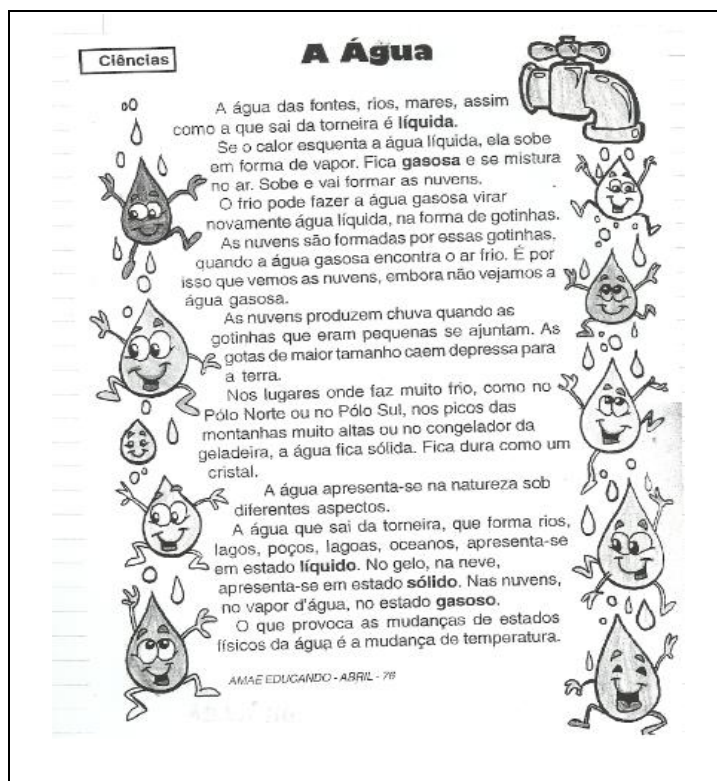 Ciências
A Água
A água das fontes, rios, mares, assim
como a que sai da torneira é líquida.
Se o calor esquenta a água líquida, ela sobe
em forma de vapor. Fica gasosa e se mistura
no ar. Sobe e vai formar as nuvens.
O frio pode fazer a água gasosa virar
novamente água líquida, na forma de gotinhas.
As nuvens são formadas por essas gotinhas,
quando a água gasosa encontra o ar frio. É por
isso que vemos as nuvens, embora não vejamos a
água gasosa.
As nuvens produzem chuva quando as
gotinhas que eram pequenas se ajuntam. As
gotas de maior tamanho caem depressa para
a terra.
Nos lugares onde faz muito frio, como no
Pólo Norte ou no Pólo Sul, nos picos das
montanhas muito altas ou no congelador da
geladeira, a água fica sólida. Fica dura como um
cristal.
A água apresenta-se na natureza sob
diferentes aspectos.
A água que sai da torneira, que forma rios,
lagos, poços, lagoas, oceanos, apresenta-se
em estado líquido. No gelo, na neve,
apresenta-se em estado sólido. Nas nuvens,
no vapor d'água, no estado gasoso.
O que provoca as mudanças de estados
físicos da água é a mudança de temperatura.
AMAE EDUCANDO - ABRIL - 76